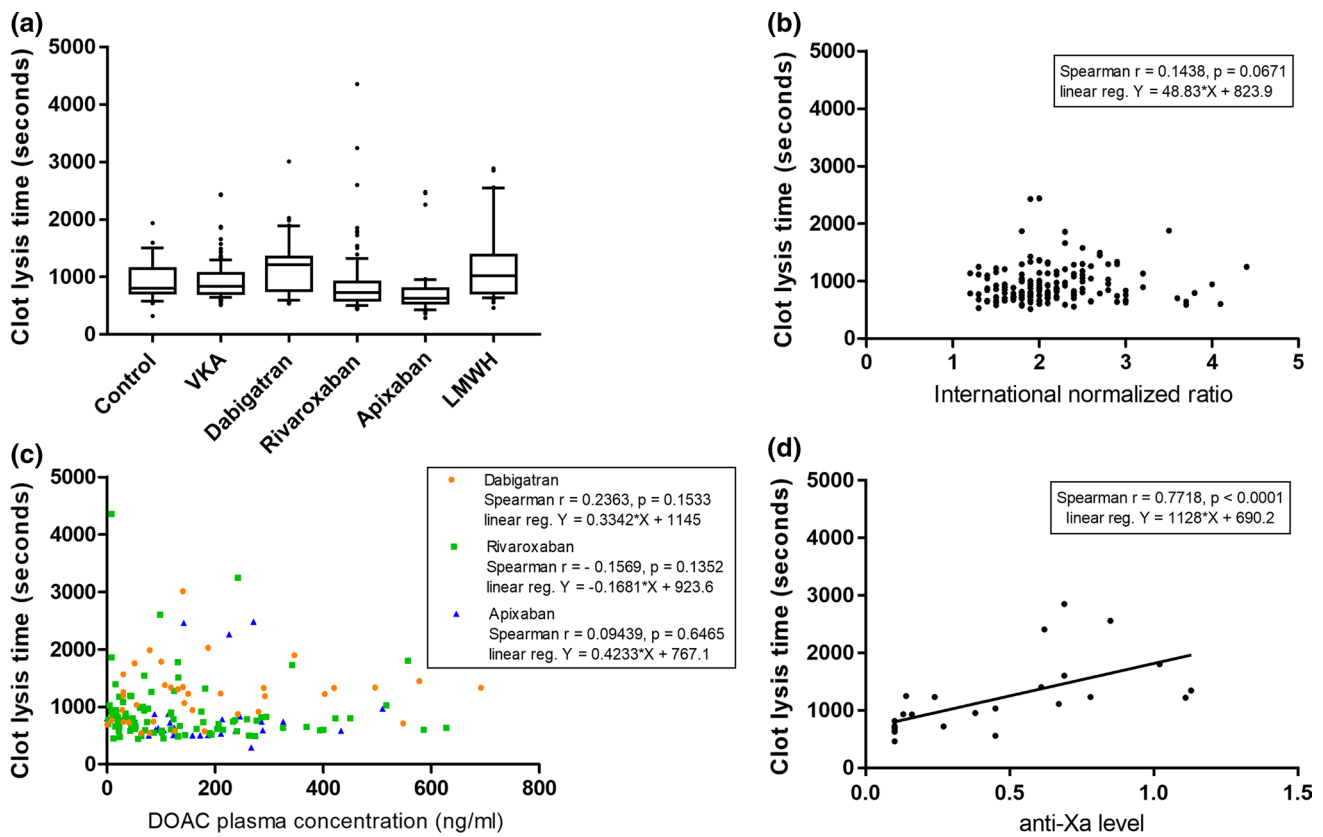 (a)
Clot lysis time (seconds)
5000
4000
3000
2000
1000
0
Control
VKA
Dabigatran
Rivaroxaban
Apixaban
LMWH
(b)
Clot lysis time (seconds)
5000
4000
3000
2000
1000
0
Spearman r = 0.1438, p = 0.0671
linear reg. Y = 48.83*X + 823.9
0 1 2 3 4 5
International normalized ratio
(c)
Clot lysis time (seconds)
5000
4000
3000
2000
1000
0
Dabigatran
Spearman r = 0.2363, p = 0.1533
linear reg. Y = 0.3342*X + 1145
Rivaroxaban
Spearman r = - 0.1569, p = 0.1352
linear reg. Y = -0.1681*X + 923.6
Apixaban
Spearman r = 0.09439, p = 0.6465
linear reg. Y = 0.4233*X + 767.1
0 200 400 600 800
DOAC plasma concentration (ng/ml)
(d)
Clot lysis time (seconds)
5000
4000
3000
2000
1000
0
Spearman r = 0.7718, p < 0.0001
linear reg. Y = 1128*X + 690.2
0.0 0.5 1.0 1.5
anti-Xa level